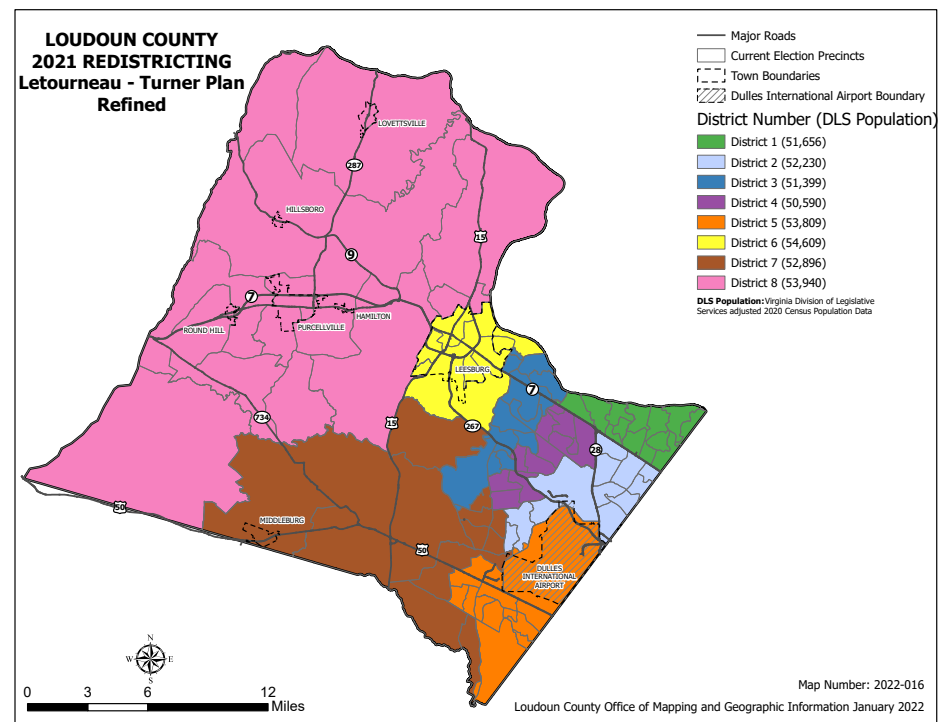 LOUDOUN COUNTY
2021 REDISTRICTING
Letourneau - Turner Plan
Refined
Major Roads
Current Election Precincts
Town Boundaries
Dulles International Airport Boundary
District Number (DLS Population)
District 1 (51,656)
District 2 (52,230)
District 3 (51,399)
District 4 (50,590)
District 5 (53,809)
District 6 (54,609)
District 7 (52,896)
District 8 (53,940)
DLS Population: Virginia Division of Legislative
Services adjusted 2020 Census Population Data
LOVETTSVILLE
287
HILLSBORO
15
9
7
ROUND HILL
PURCELLVILLE
HAMILTON
LEESBURG
7
734
15
267
28
50
MIDDLEBURG
50
DULLES
INTERNATIONAL
AIRPORT
N
W E
S
0 3 6 12
Miles
Map Number: 2022-016
Loudoun County Office of Mapping and Geographic Information January 2022